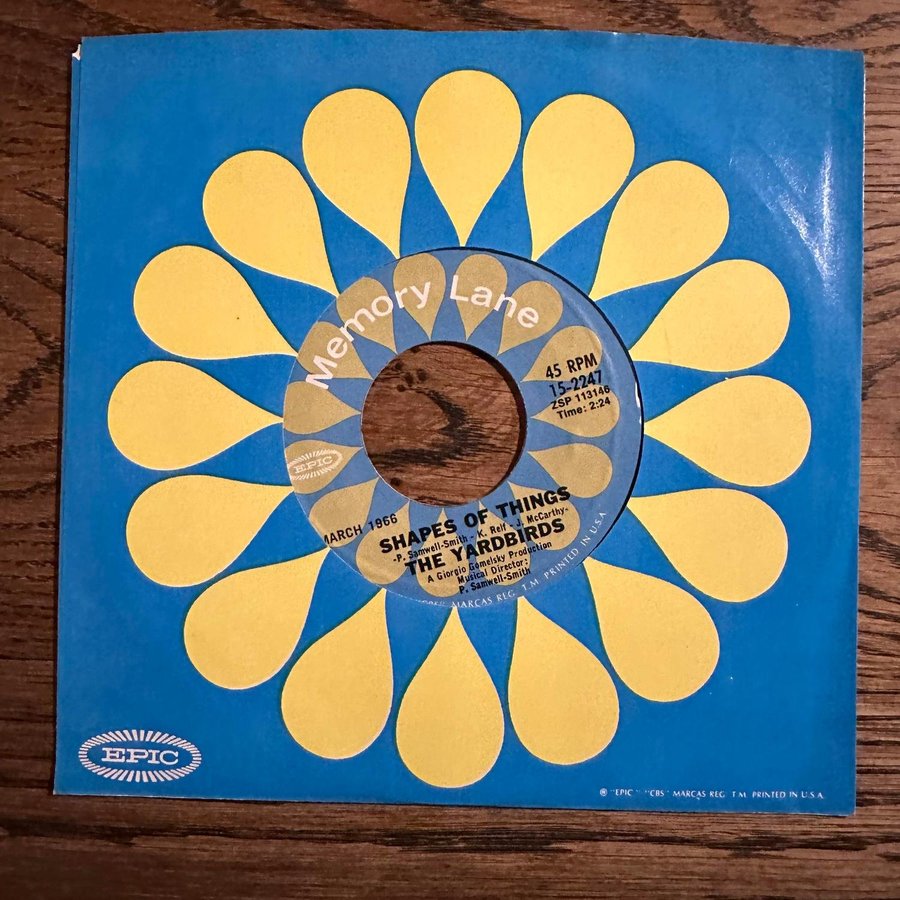 Memory Lane
45 RPM
15-2247
ZSP 113146
Time: 2:24
EPIC
MARCH 1966
SHAPES OF THINGS
-P. Samwell-Smith - K. Relf - J. McCarthy-
THE YARDBIRDS
A Giorgio Gomelsky Production
Musical Director:
P. Samwell-Smith
MARCAS REG. T.M. PRINTED IN U.S.A.
EPIC
® "EPIC," "CBS" MARCAS REG. T.M. PRINTED IN U.S.A.